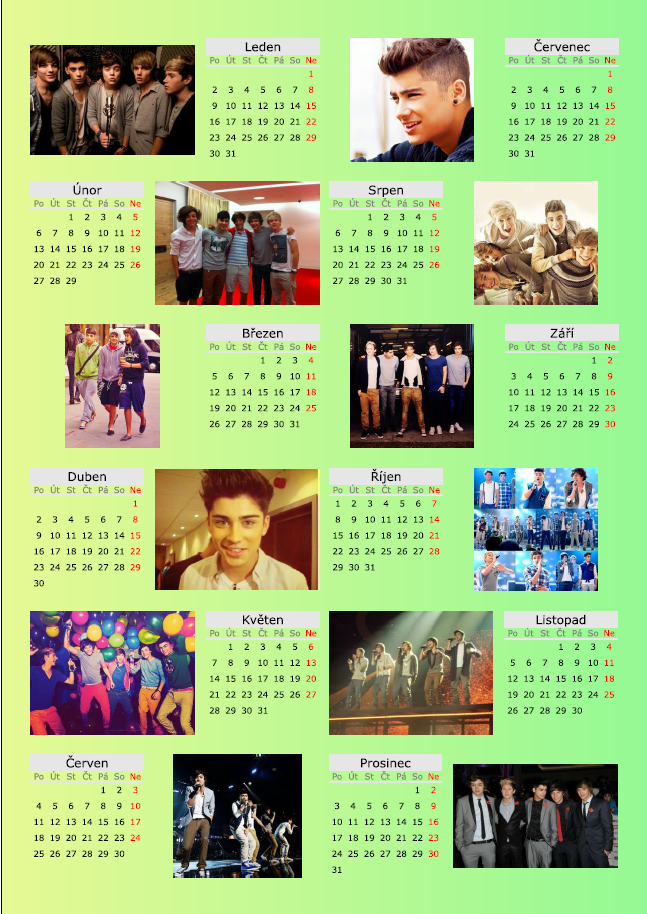 Leden
Po Út St Čt Pá So Ne
1
2 3 4 5 6 7 8
9 10 11 12 13 14 15
16 17 18 19 20 21 22
23 24 25 26 27 28 29
30 31
Červenec
Po Út St Čt Pá So Ne
1
2 3 4 5 6 7 8
9 10 11 12 13 14 15
16 17 18 19 20 21 22
23 24 25 26 27 28 29
30 31
Únor
Po Út St Čt Pá So Ne
1 2 3 4 5
6 7 8 9 10 11 12
13 14 15 16 17 18 19
20 21 22 23 24 25 26
27 28 29
Srpen
Po Út St Čt Pá So Ne
1 2 3 4 5
6 7 8 9 10 11 12
13 14 15 16 17 18 19
20 21 22 23 24 25 26
27 28 29 30 31
Březen
Po Út St Čt Pá So Ne
1 2 3 4
5 6 7 8 9 10 11
12 13 14 15 16 17 18
19 20 21 22 23 24 25
26 27 28 29 30 31
Září
Po Út St Čt Pá So Ne
1 2
3 4 5 6 7 8 9
10 11 12 13 14 15 16
17 18 19 20 21 22 23
24 25 26 27 28 29 30
Duben
Po Út St Čt Pá So Ne
1
2 3 4 5 6 7 8
9 10 11 12 13 14 15
16 17 18 19 20 21 22
23 24 25 26 27 28 29
30
Říjen
Po Út St Čt Pá So Ne
1 2 3 4 5 6 7
8 9 10 11 12 13 14
15 16 17 18 19 20 21
22 23 24 25 26 27 28
29 30 31
Květen
Po Út St Čt Pá So Ne
1 2 3 4 5 6
7 8 9 10 11 12 13
14 15 16 17 18 19 20
21 22 23 24 25 26 27
28 29 30 31
Listopad
Po Út St Čt Pá So Ne
1 2 3 4
5 6 7 8 9 10 11
12 13 14 15 16 17 18
19 20 21 22 23 24 25
26 27 28 29 30
Červen
Po Út St Čt Pá So Ne
1 2 3
4 5 6 7 8 9 10
11 12 13 14 15 16 17
18 19 20 21 22 23 24
25 26 27 28 29 30
Prosinec
Po Út St Čt Pá So Ne
1 2
3 4 5 6 7 8 9
10 11 12 13 14 15 16
17 18 19 20 21 22 23
24 25 26 27 28 29 30
31